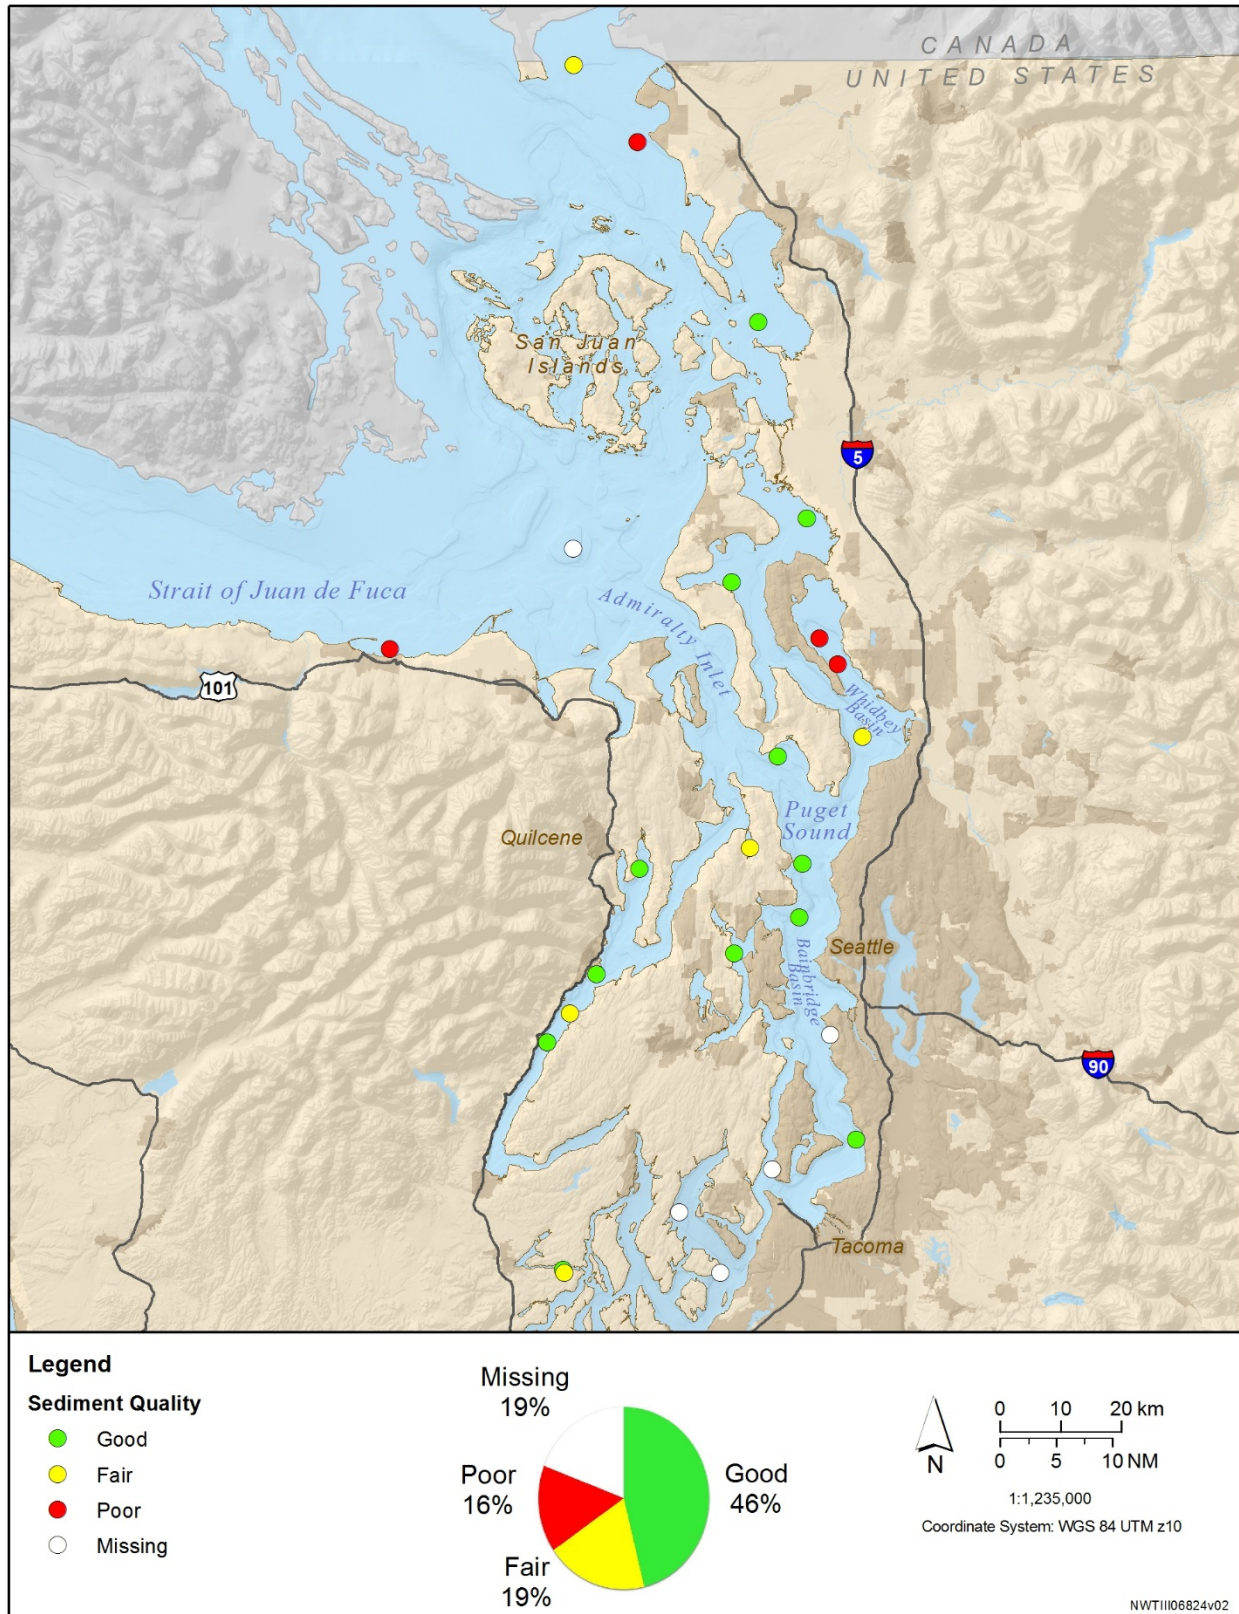 CANADA
UNITED STATES
San Juan
Islands
5
Strait of Juan de Fuca
Admiralty Inlet
101
Whidbey
Basin
Puget
Sound
Quilcene
Seattle
Bainbridge
Basin
90
Tacoma
Legend
Sediment Quality
Good
Fair
Poor
Missing
Missing
19%
Poor
16%
Good
46%
Fair
19%
N
0 10 20 km
0 5 10 NM
1:1,235,000
Coordinate System: WGS 84 UTM z10
NWTIII06824v02